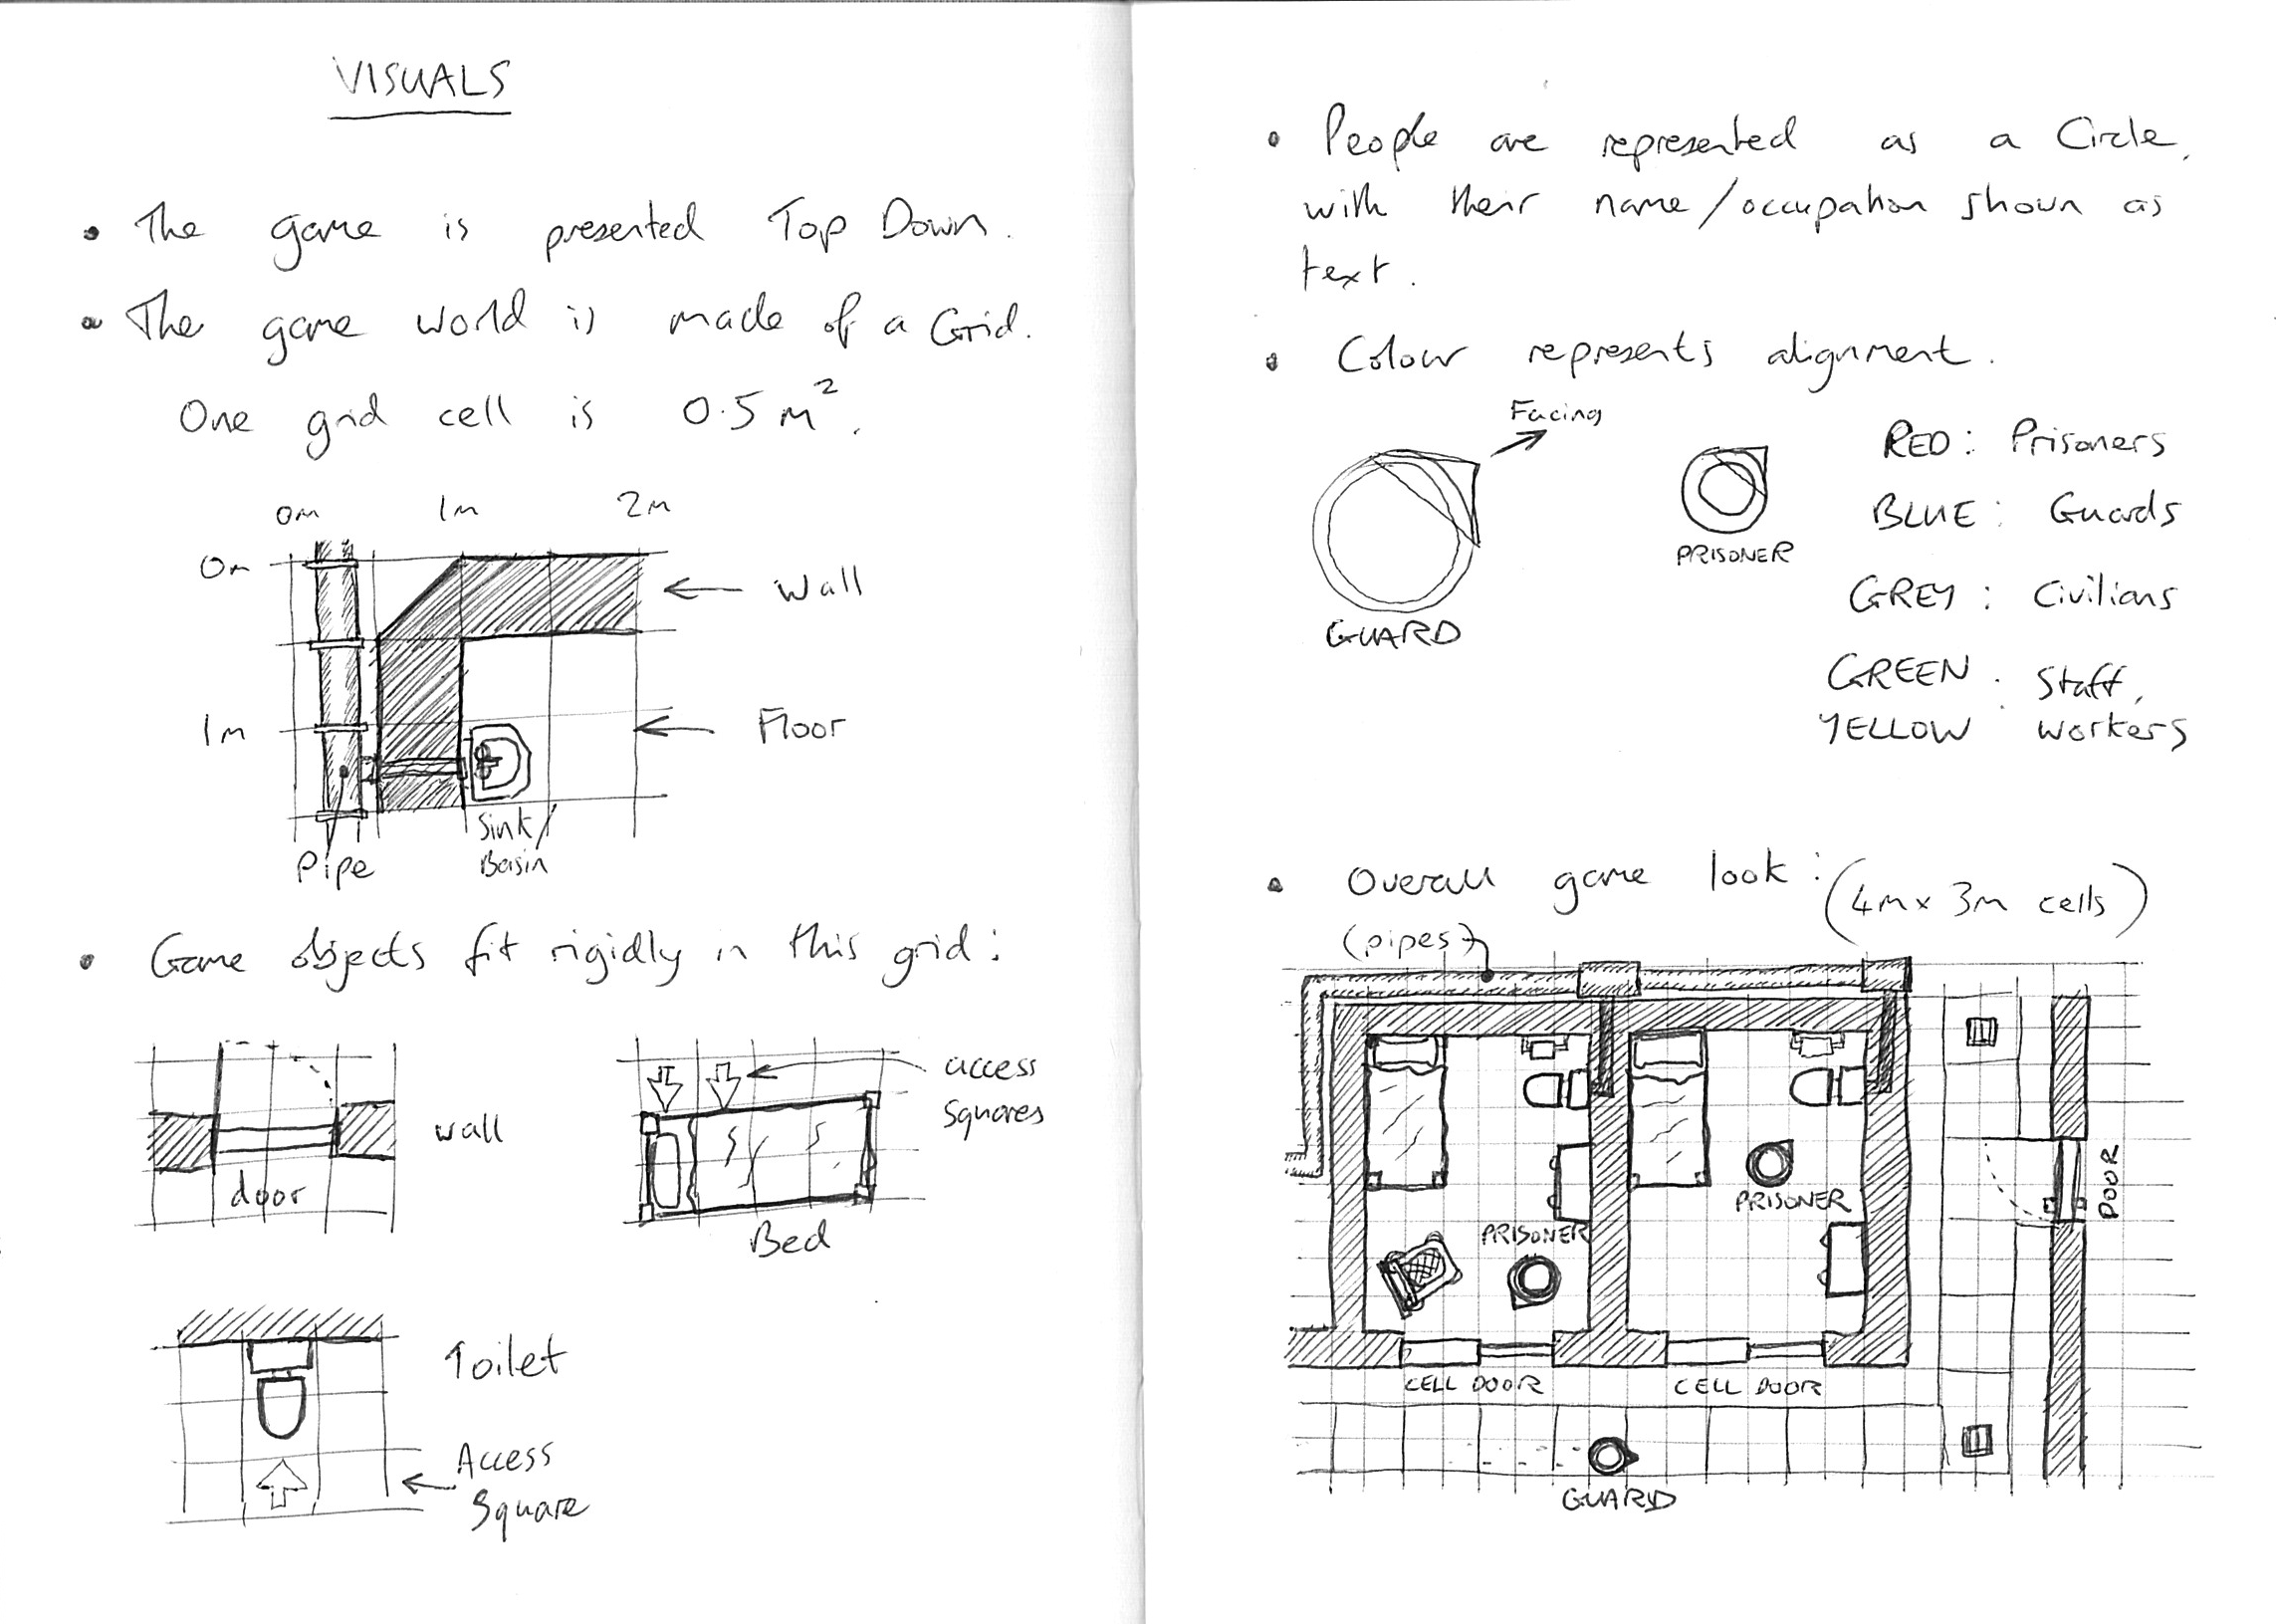 VISUALS
• The game is presented Top Down.
• The game world is made of a Grid.
One grid cell is 0.5 m².
0m 1m 2m
0m
Wall
1m
Floor
Sink/
Basin
Pipe
• Game objects fit rigidly in this grid:
wall
door
access
squares
Bed
Toilet
Access
Square
• People are represented as a Circle,
with their name/occupation shown as
text.
• Colour represents alignment.
Facing
GUARD
PRISONER
RED: Prisoners
BLUE: Guards
GREY: Civilians
GREEN: Staff,
YELLOW workers
• Overall game look: (4m x 3m cells)
(pipes)
PRISONER
PRISONER
DOOR
CELL DOOR
CELL DOOR
GUARD